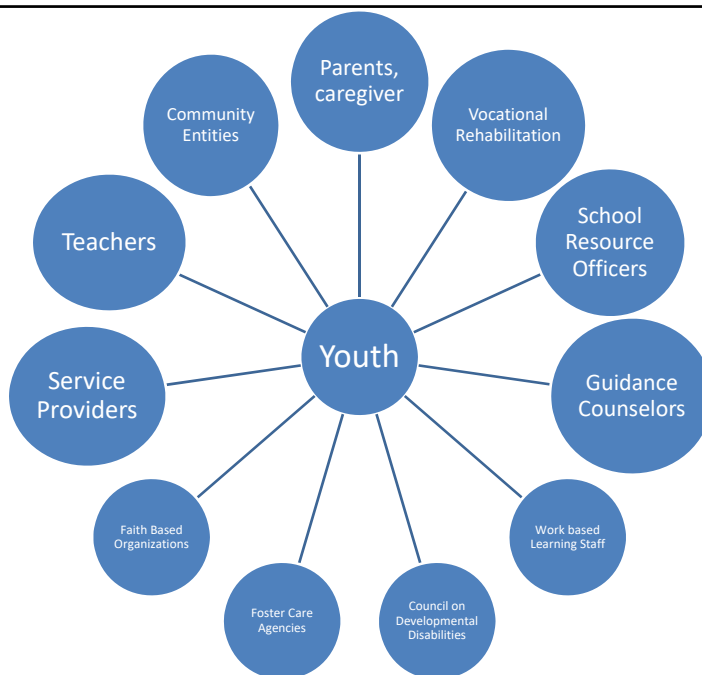 Parents,
caregiver
Vocational
Rehabilitation
School
Resource
Officers
Guidance
Counselors
Work based
Learning Staff
Council on
Developmental
Disabilities
Foster Care
Agencies
Faith Based
Organizations
Service
Providers
Teachers
Community
Entities
Youth